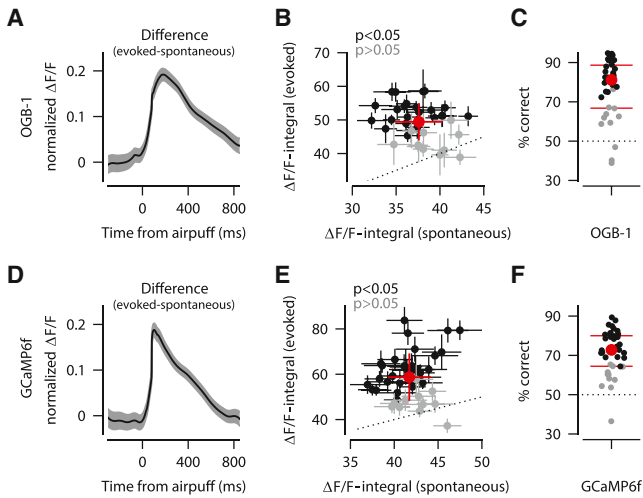 A
Difference
(evoked-spontaneous)
OGB-1
normalized ΔF/F
0.2
0.1
0
0
400
800
Time from airpuff (ms)
B
p<0.05
p>0.05
ΔF/F-integral (evoked)
70
60
50
40
30
30
35
40
45
ΔF/F-integral (spontaneous)
C
% correct
90
70
50
30
OGB-1
D
Difference
(evoked-spontaneous)
GCaMP6f
normalized ΔF/F
0.2
0.1
0
0
400
800
Time from airpuff (ms)
E
p<0.05
p>0.05
ΔF/F-integral (evoked)
80
60
40
35
40
45
50
ΔF/F-integral (spontaneous)
F
% correct
90
70
50
30
GCaMP6f